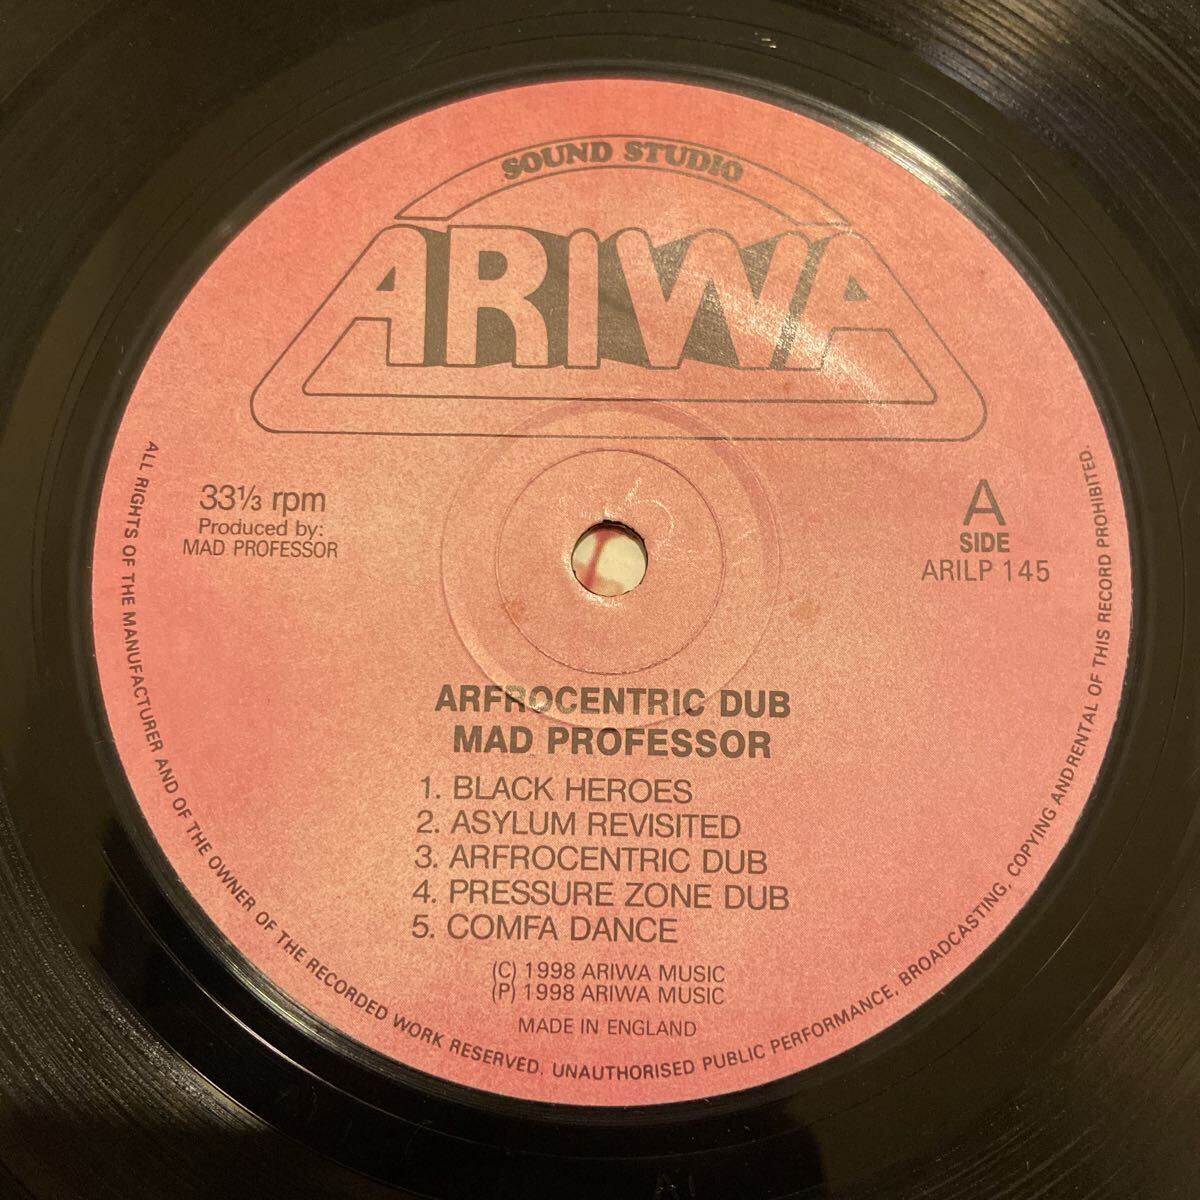 SOUND STUDIO
ARIWA
33⅓ rpm
Produced by:
MAD PROFESSOR
A
SIDE
ARILP 145
ARFROCENTRIC DUB
MAD PROFESSOR
1. BLACK HEROES
2. ASYLUM REVISITED
3. ARFROCENTRIC DUB
4. PRESSURE ZONE DUB
5. COMFA DANCE
(C) 1998 ARIWA MUSIC
(P) 1998 ARIWA MUSIC
MADE IN ENGLAND
ALL RIGHTS OF THE MANUFACTURER AND OF THE OWNER OF THE RECORDED WORK RESERVED. UNAUTHORISED PUBLIC PERFORMANCE, BROADCASTING, COPYING ANDRENTAL OF THIS RECORD PROHIBITED.